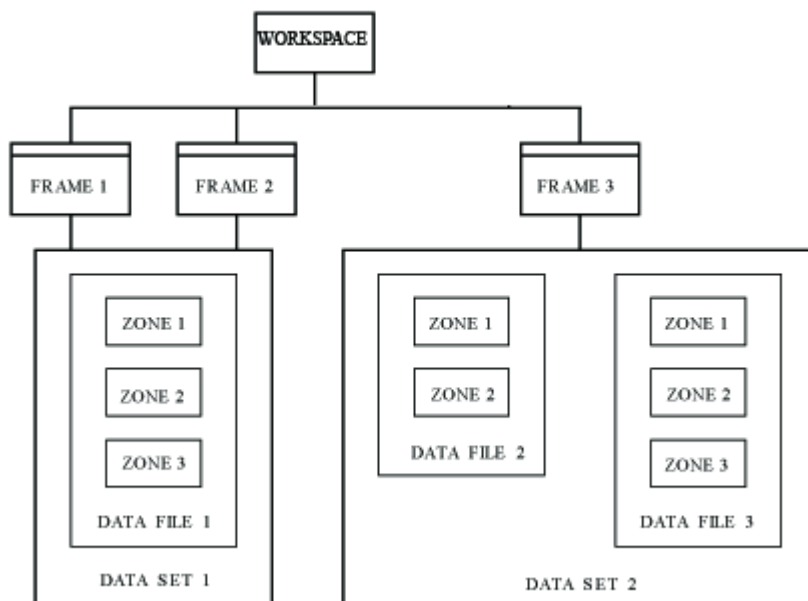 WORKSPACE
FRAME 1
FRAME 2
FRAME 3
ZONE 1
ZONE 2
ZONE 3
DATA FILE 1
DATA SET 1
ZONE 1
ZONE 2
DATA FILE 2
ZONE 1
ZONE 2
ZONE 3
DATA FILE 3
DATA SET 2